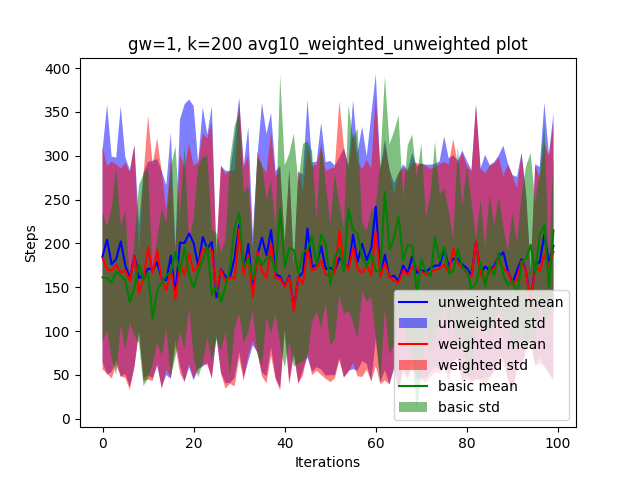 gw=1, k=200 avg10_weighted_unweighted plot
Steps
400
350
300
250
200
150
100
50
0
unweighted mean
unweighted std
weighted mean
weighted std
basic mean
basic std
0 20 40 60 80 100
Iterations